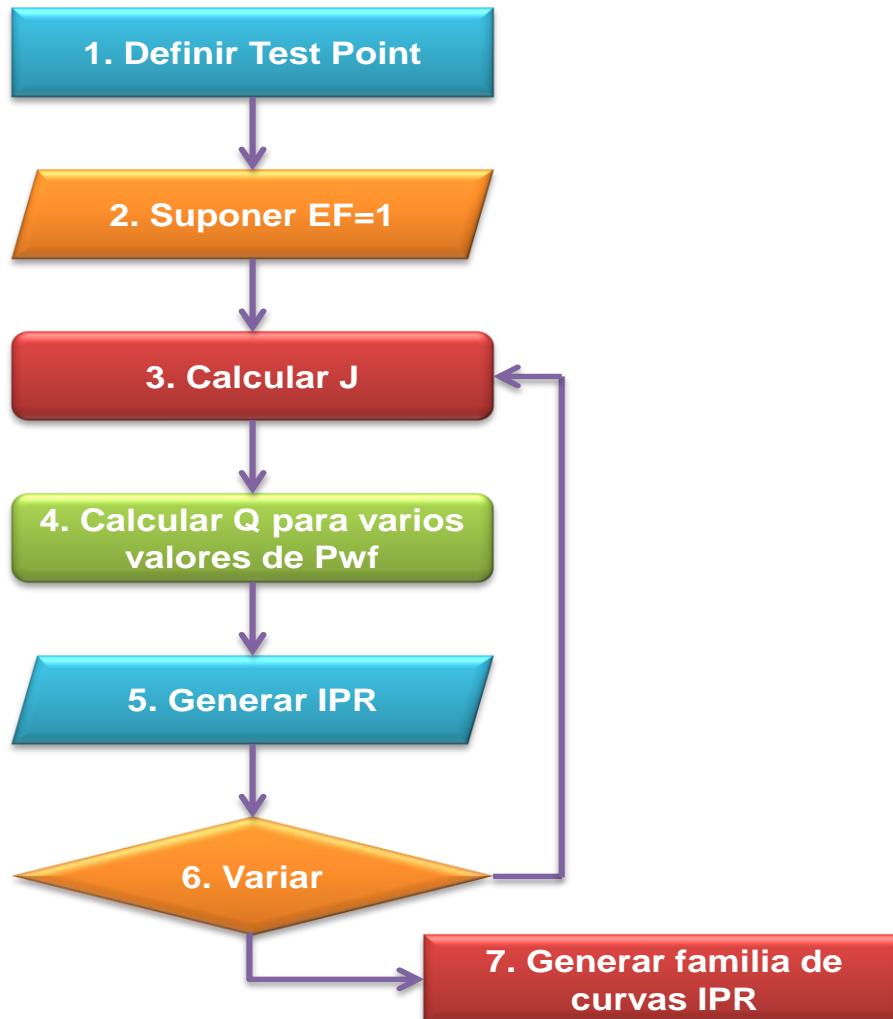 1. Definir Test Point
2. Suponer EF=1
3. Calcular J
4. Calcular Q para varios
valores de Pwf
5. Generar IPR
6. Variar
7. Generar familia de
curvas IPR